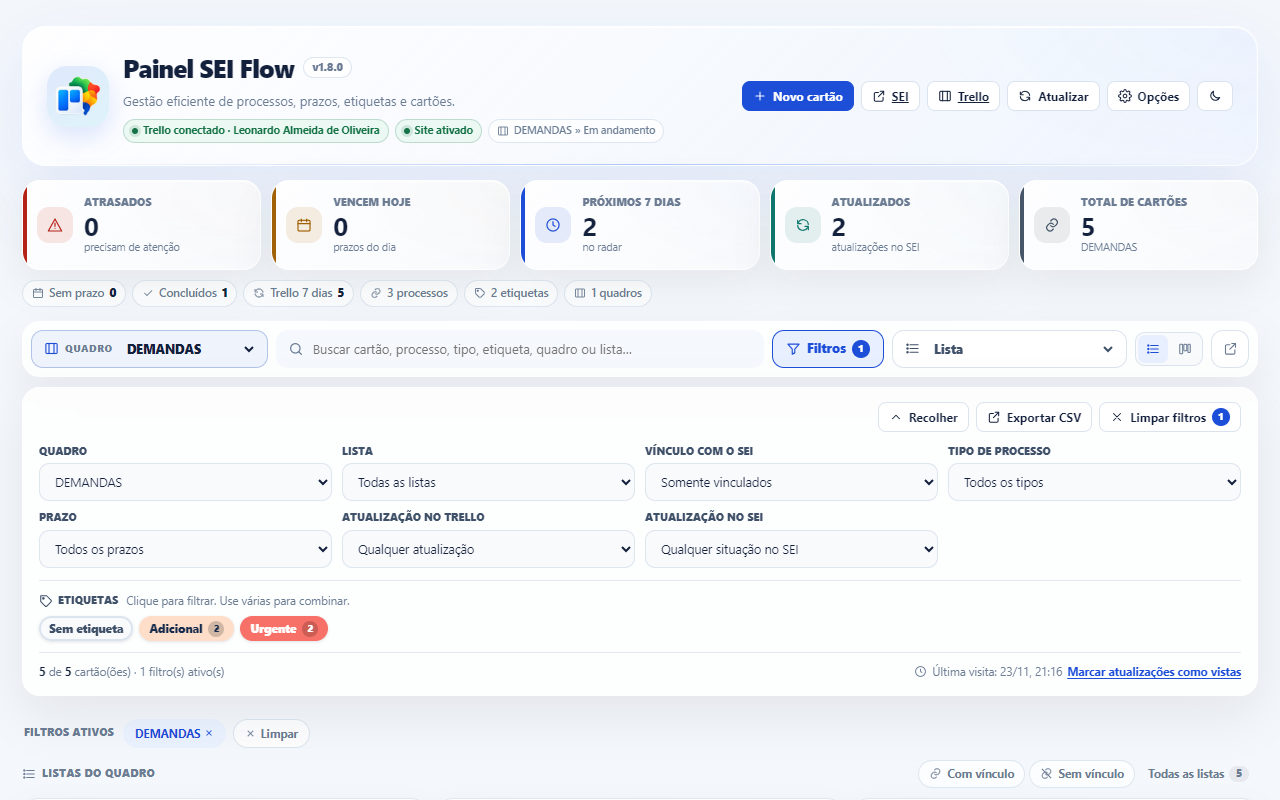 Painel SEI Flow v1.8.0
Gestão eficiente de processos, prazos, etiquetas e cartões.
Trello conectado · Leonardo Almeida de Oliveira Site ativado DEMANDAS » Em andamento
Novo cartão SEI Trello Atualizar Opções
ATRASADOS
0
precisam de atenção
VENCEM HOJE
0
prazos do dia
PRÓXIMOS 7 DIAS
2
no radar
ATUALIZADOS
2
atualizações no SEI
TOTAL DE CARTÕES
5
DEMANDAS
Sem prazo 0 Concluídos 1 Trello 7 dias 5 3 processos 2 etiquetas 1 quadros
QUADRO DEMANDAS Buscar cartão, processo, tipo, etiqueta, quadro ou lista... Filtros 1 Lista
Recolher Exportar CSV Limpar filtros 1
QUADRO LISTA VÍNCULO COM O SEI TIPO DE PROCESSO
DEMANDAS Todas as listas Somente vinculados Todos os tipos
PRAZO ATUALIZAÇÃO NO TRELLO ATUALIZAÇÃO NO SEI
Todos os prazos Qualquer atualização Qualquer situação no SEI
ETIQUETAS Clique para filtrar. Use várias para combinar.
Sem etiqueta Adicional 2 Urgente 2
5 de 5 cartão(ões) · 1 filtro(s) ativo(s) Última visita: 23/11, 21:16 Marcar atualizações como vistas
FILTROS ATIVOS DEMANDAS × × Limpar
LISTAS DO QUADRO Com vínculo Sem vínculo Todas as listas 5